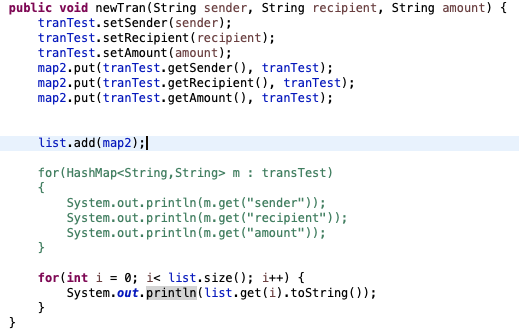 public void newTran(String sender, String recipient, String amount) {
    tranTest.setSender(sender);
    tranTest.setRecipient(recipient);
    tranTest.setAmount(amount);
    map2.put(tranTest.getSender(), tranTest);
    map2.put(tranTest.getRecipient(), tranTest);
    map2.put(tranTest.getAmount(), tranTest);
    list.add(map2);
    for(HashMap<String,String> m : transTest)
    {
        System.out.println(m.get("sender"));
        System.out.println(m.get("recipient"));
        System.out.println(m.get("amount"));
    }
    for(int i = 0; i< list.size(); i++) {
        System.out.println(list.get(i).toString());
    }
}